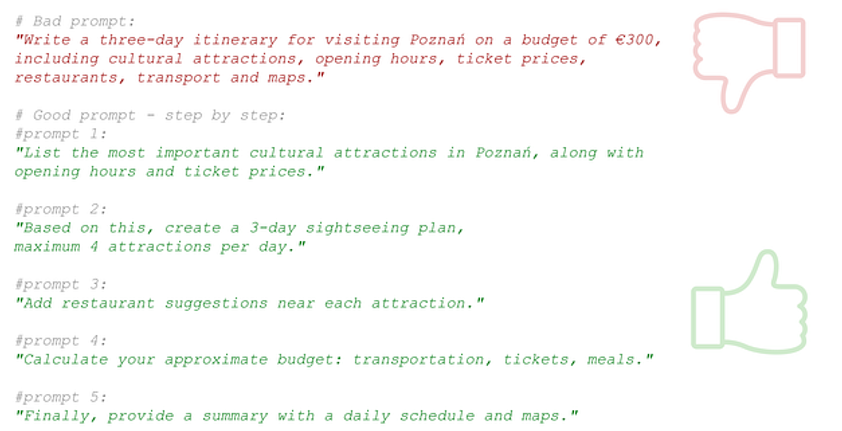 # Bad prompt:
"Write a three-day itinerary for visiting Poznań on a budget of €300,
including cultural attractions, opening hours, ticket prices,
restaurants, transport and maps."
# Good prompt - step by step:
#prompt 1:
"List the most important cultural attractions in Poznań, along with
opening hours and ticket prices."
#prompt 2:
"Based on this, create a 3-day sightseeing plan,
maximum 4 attractions per day."
#prompt 3:
"Add restaurant suggestions near each attraction."
#prompt 4:
"Calculate your approximate budget: transportation, tickets, meals."
#prompt 5:
"Finally, provide a summary with a daily schedule and maps."